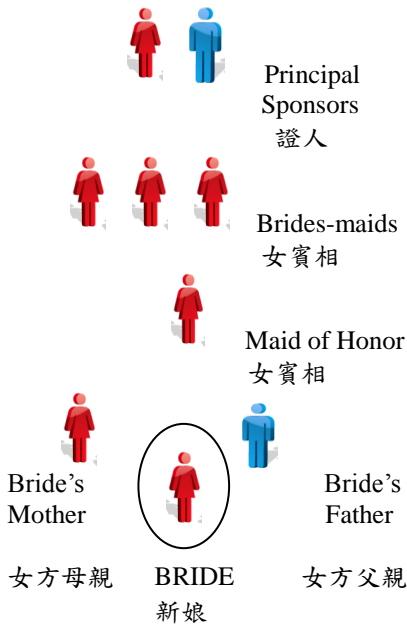 Principal
Sponsors
證人
Brides-maids
女賓相
Maid of Honor
女賓相
Bride’s
Mother
Bride’s
Father
女方母親
BRIDE
女方父親
新娘